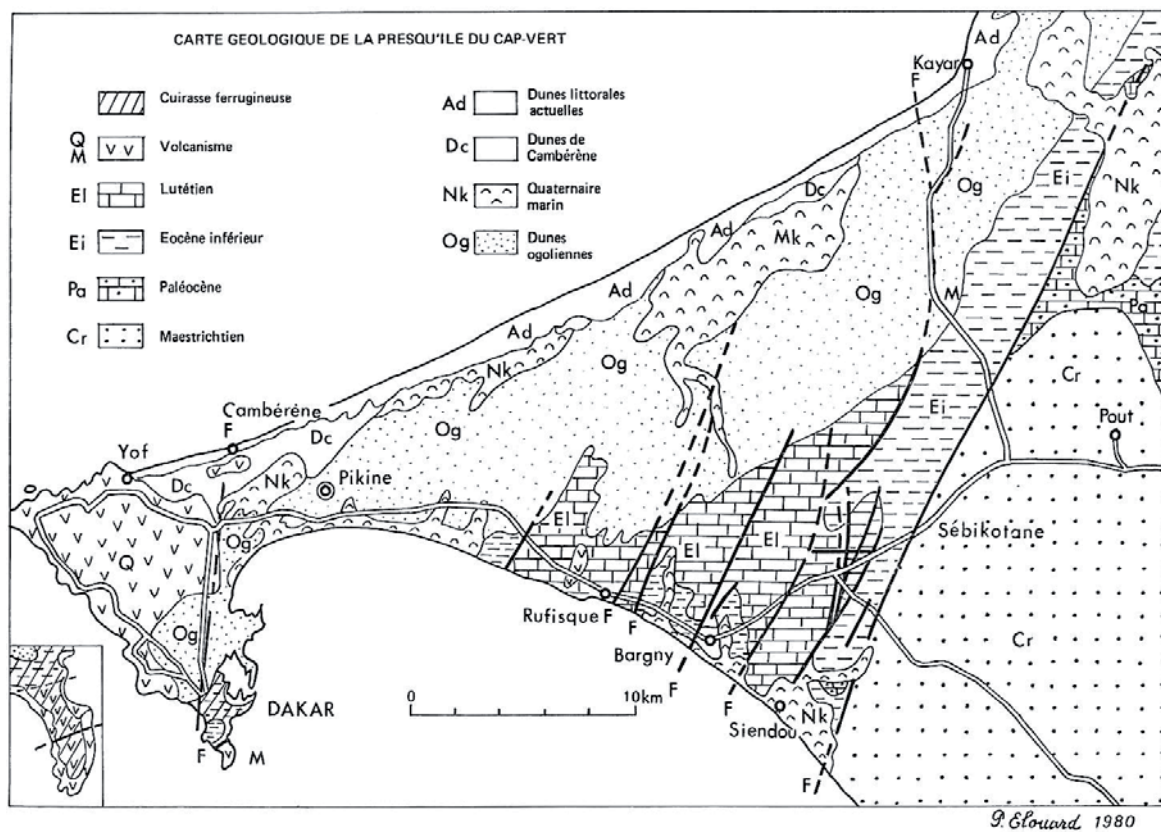 CARTE GEOLOGIQUE DE LA PRESQU'ILE DU CAP-VERT
Cuirasse ferrugineuse
Q
M
Volcanisme
El
Lutétien
Ei
Eocène inférieur
Pa
Paléocène
Cr
Maestrichtien
Ad
Dunes littorales
actuelles
Dc
Dunes de
Cambérène
Nk
Quaternaire
marin
Og
Dunes
ogoliennes
Ad
Kayar
F
Ei
Nk
Og
Dc
Ad
Mk
Og
M
Pa
Ad
Ad
Nk
Og
Cr
Ei
Pout
Cambérène
F
Dc
Og
Yof
Dc
Nk
Pikine
El
Og
El
El
Sébikotane
Q
Rufisque
F
F
Og
Bargny
Cr
F
F
Siendou
Nk
F
0
10km
DAKAR
F
M
P. Elouard 1980